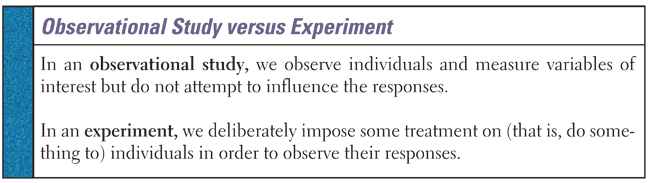 Observational Study versus Experiment
In an observational study, we observe individuals and measure variables of
interest but do not attempt to influence the responses.
In an experiment, we deliberately impose some treatment on (that is, do some-
thing to) individuals in order to observe their responses.